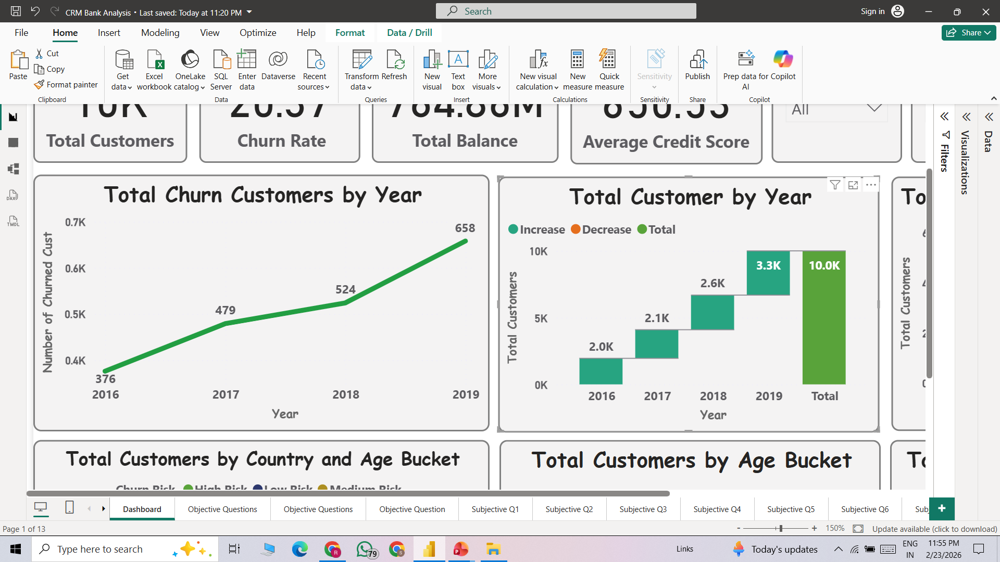 CRM Bank Analysis • Last saved: Today at 11:20 PM
Search
Sign in
File Home Insert Modeling View Optimize Help Format Data / Drill
Share
Paste
Cut
Copy
Format painter
Clipboard
Get data
Excel workbook
OneLake catalog
SQL Server
Enter data
Dataverse
Recent sources
Data
Transform data
Refresh
Queries
New visual
Text box
More visuals
Insert
New visual calculation
New measure
Quick measure
Calculations
Sensitivity
Sensitivity
Publish
Share
Prep data for AI
Copilot
Copilot
DAX
TMDL
10K
Total Customers
Churn Rate
Total Balance
Average Credit Score
All
Filters
Visualizations
Data
Total Churn Customers by Year
Number of Churned Cust
0.7K
0.6K
0.5K
0.4K
376
479
524
658
2016 2017 2018 2019
Year
Total Customer by Year
Increase Decrease Total
Total Customers
10K
5K
0K
2.0K
2.1K
2.6K
3.3K
10.0K
2016 2017 2018 2019 Total
Year
To
Total Customers
Total Customers by Country and Age Bucket
Churn Risk High Risk Low Risk Medium Risk
Total Customers by Age Bucket
To
Dashboard Objective Questions Objective Questions Objective Question Subjective Q1 Subjective Q2 Subjective Q3 Subjective Q4 Subjective Q5 Subjective Q6 Sub
Page 1 of 13
- + 150%
Update available (click to download)
Type here to search
79
Links
Today's updates
ENG
IN
11:55 PM
2/23/2026